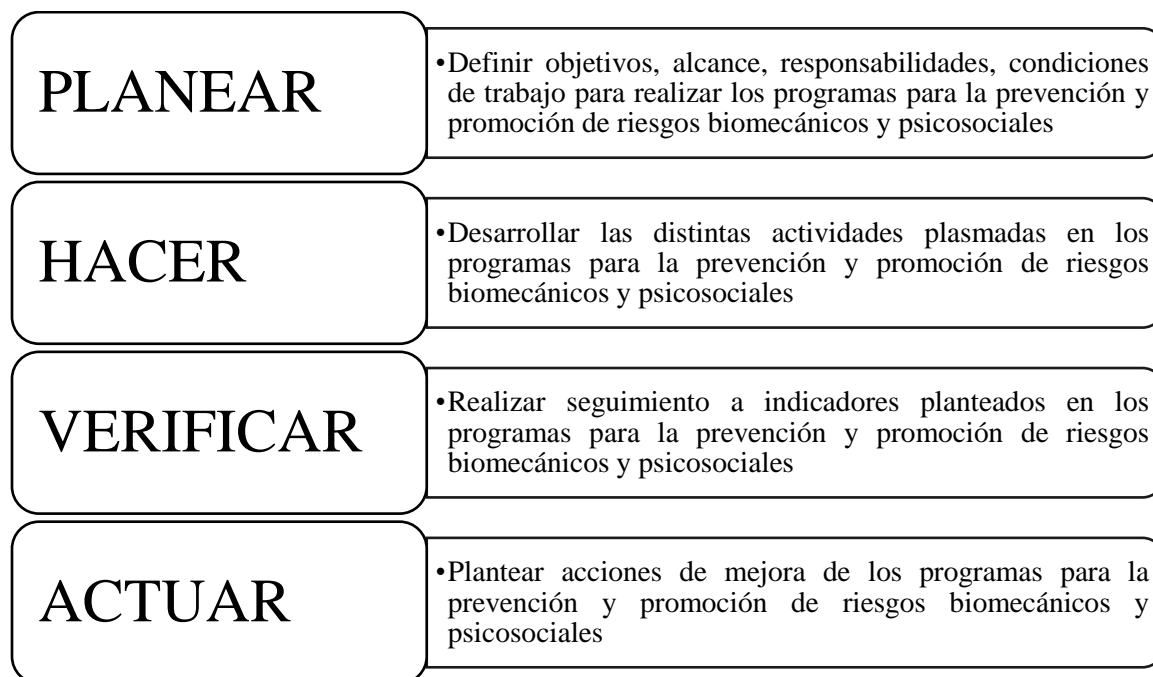 PLANEAR
•Definir objetivos, alcance, responsabilidades, condiciones
de trabajo para realizar los programas para la prevención y
promoción de riesgos biomecánicos y psicosociales
HACER
•Desarrollar las distintas actividades plasmadas en los
programas para la prevención y promoción de riesgos
biomecánicos y psicosociales
VERIFICAR
•Realizar seguimiento a indicadores planteados en los
programas para la prevención y promoción de riesgos
biomecánicos y psicosociales
ACTUAR
•Plantear acciones de mejora de los programas para la
prevención y promoción de riesgos biomecánicos y
psicosociales